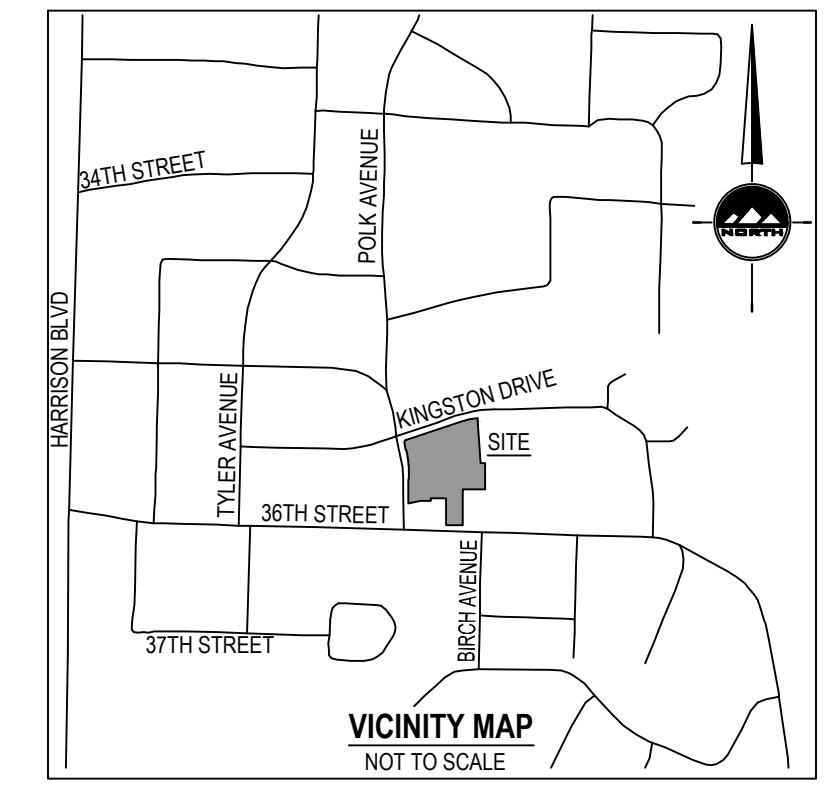 34TH STREET
POLK AVENUE
NORTH
HARRISON BLVD
KINGSTON DRIVE
TYLER AVENUE
SITE
36TH STREET
BIRCH AVENUE
37TH STREET
VICINITY MAP
NOT TO SCALE